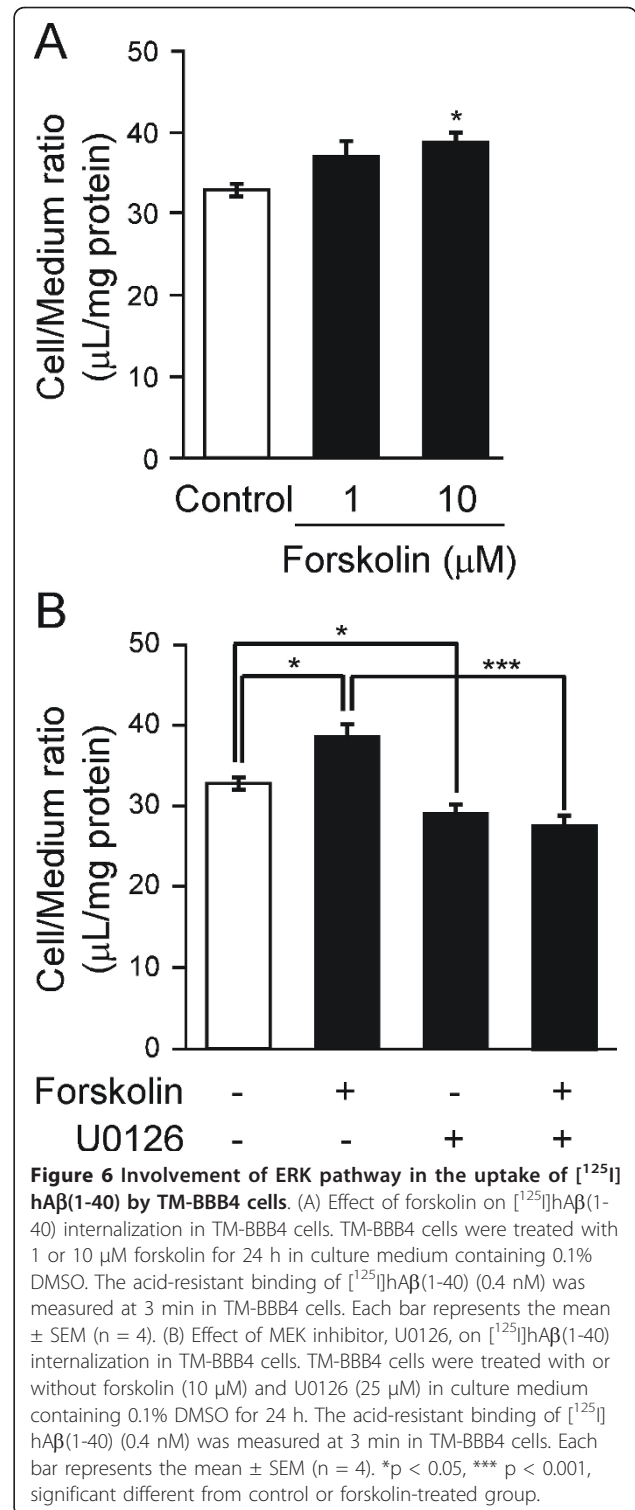 A
Cell/Medium ratio
(μL/mg protein)
50
40
30
20
10
0
*
Control 1 10
Forskolin (μM)
B
Cell/Medium ratio
(μL/mg protein)
50
40
30
20
10
0
*
*
***
Forskolin - + - +
U0126 - - + +
Figure 6 Involvement of ERK pathway in the uptake of [¹²⁵I]
hAβ(1-40) by TM-BBB4 cells. (A) Effect of forskolin on [¹²⁵I]hAβ(1-
40) internalization in TM-BBB4 cells. TM-BBB4 cells were treated with
1 or 10 μM forskolin for 24 h in culture medium containing 0.1%
DMSO. The acid-resistant binding of [¹²⁵I]hAβ(1-40) (0.4 nM) was
measured at 3 min in TM-BBB4 cells. Each bar represents the mean
± SEM (n = 4). (B) Effect of MEK inhibitor, U0126, on [¹²⁵I]hAβ(1-40)
internalization in TM-BBB4 cells. TM-BBB4 cells were treated with or
without forskolin (10 μM) and U0126 (25 μM) in culture medium
containing 0.1% DMSO for 24 h. The acid-resistant binding of [¹²⁵I]
hAβ(1-40) (0.4 nM) was measured at 3 min in TM-BBB4 cells. Each
bar represents the mean ± SEM (n = 4). *p < 0.05, *** p < 0.001,
significant different from control or forskolin-treated group.